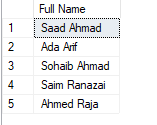 Full Name
1 Saad Ahmad
2 Ada Arif
3 Sohaib Ahmad
4 Saim Ranazai
5 Ahmed Raja